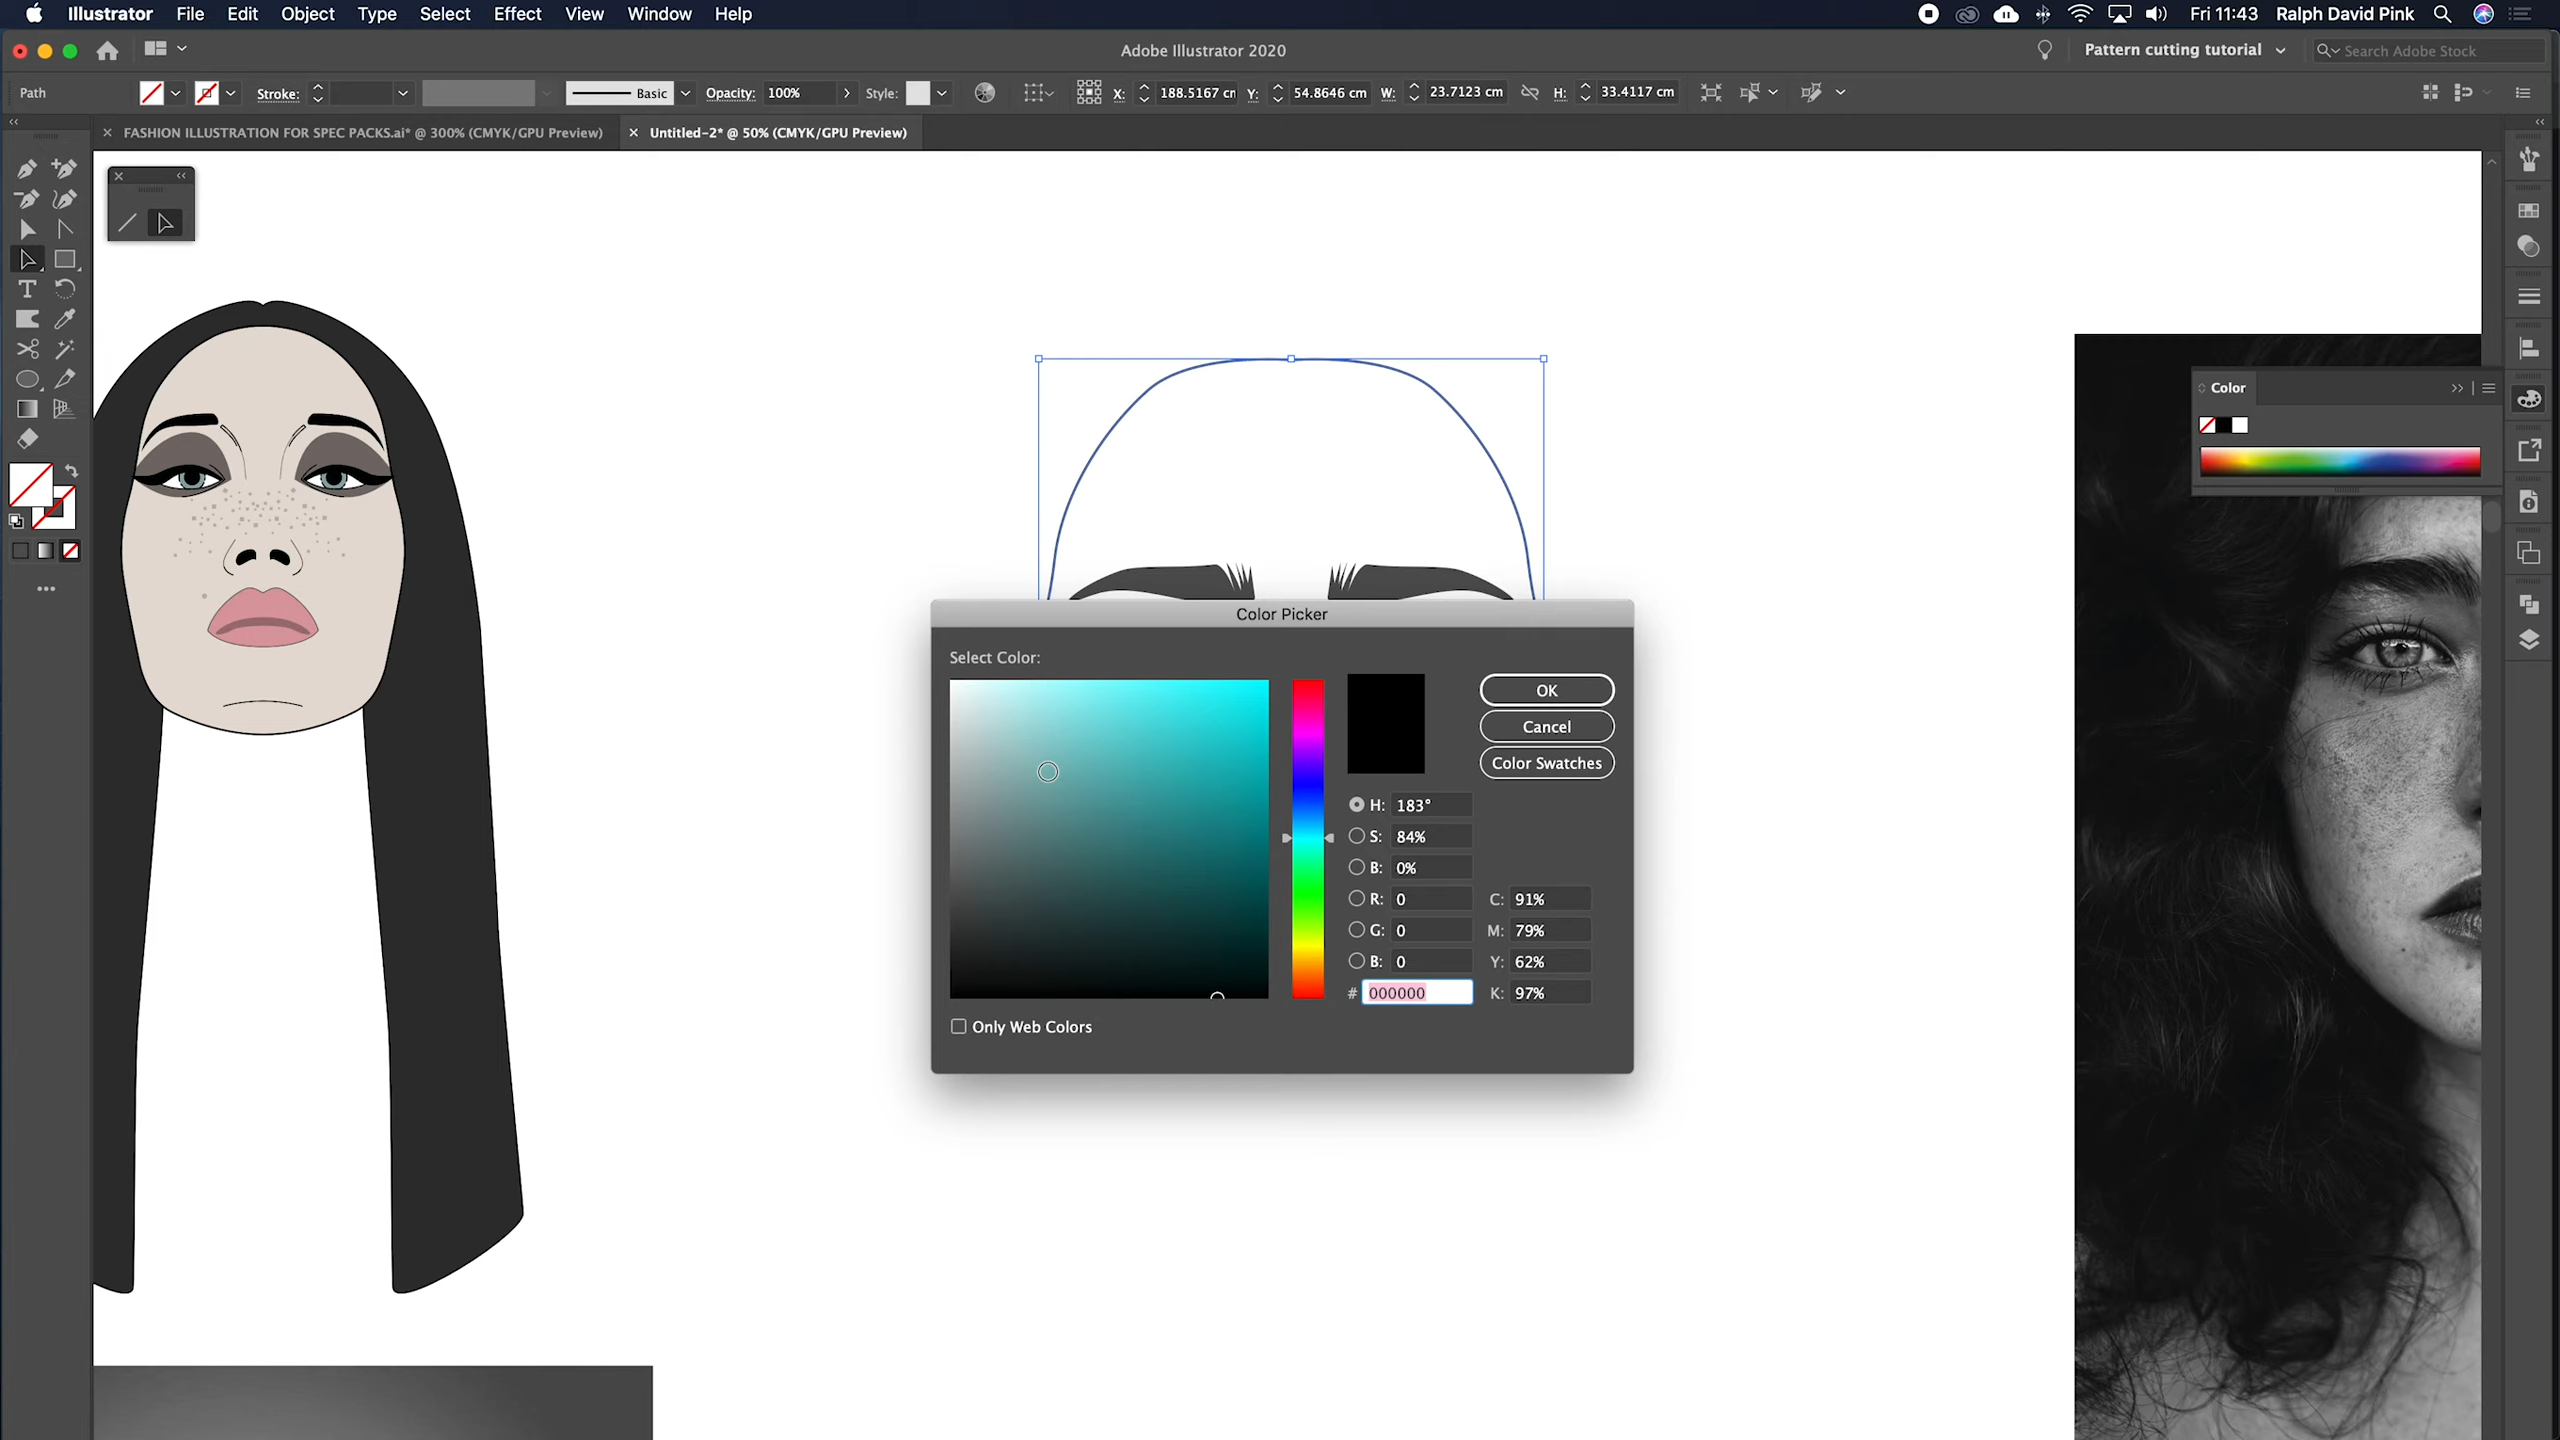 Illustrator File Edit Object Type Select Effect View Window Help Fri 11:43 Ralph David Pink
Adobe Illustrator 2020 Pattern cutting tutorial Search Adobe Stock
Path Stroke: Basic Opacity: 100% Style: X: 188.5167 cm Y: 54.8646 cm W: 23.7123 cm H: 33.4117 cm
FASHION ILLUSTRATION FOR SPEC PACKS.ai* @ 300% (CMYK/GPU Preview) Untitled-2* @ 50% (CMYK/GPU Preview)
Color
Color Picker
Select Color:
OK
Cancel
Color Swatches
H: 183°
S: 84%
B: 0%
R: 0 C: 91%
G: 0 M: 79%
B: 0 Y: 62%
# 000000 K: 97%
Only Web Colors